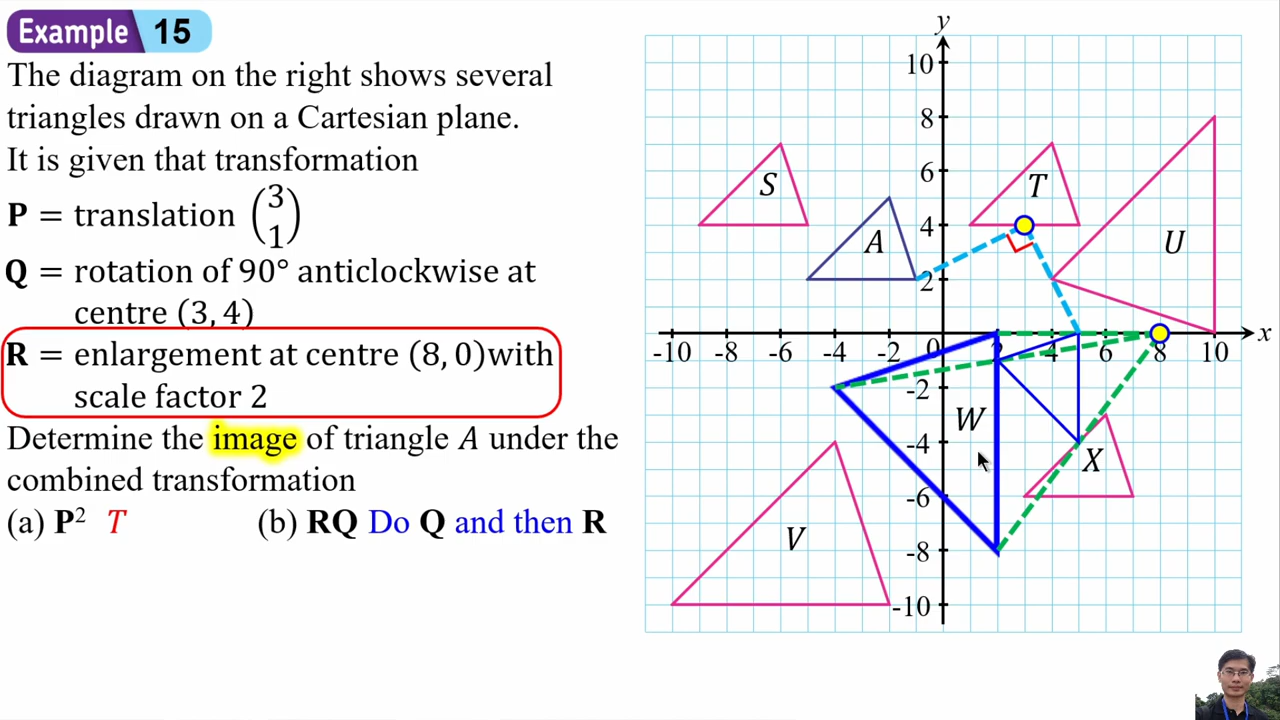 Example 15
The diagram on the right shows several
triangles drawn on a Cartesian plane.
It is given that transformation
P = translation (3 1)
Q = rotation of 90° anticlockwise at
centre (3, 4)
R = enlargement at centre (8, 0)with
scale factor 2
Determine the image of triangle A under the
combined transformation
(a) P² T (b) RQ Do Q and then R
y
10
8
6
4
2
S
A
T
U
-10 -8 -6 -4 -2 0 2 4 6 8 10 x
-2
-4
-6
-8
-10
W
X
V